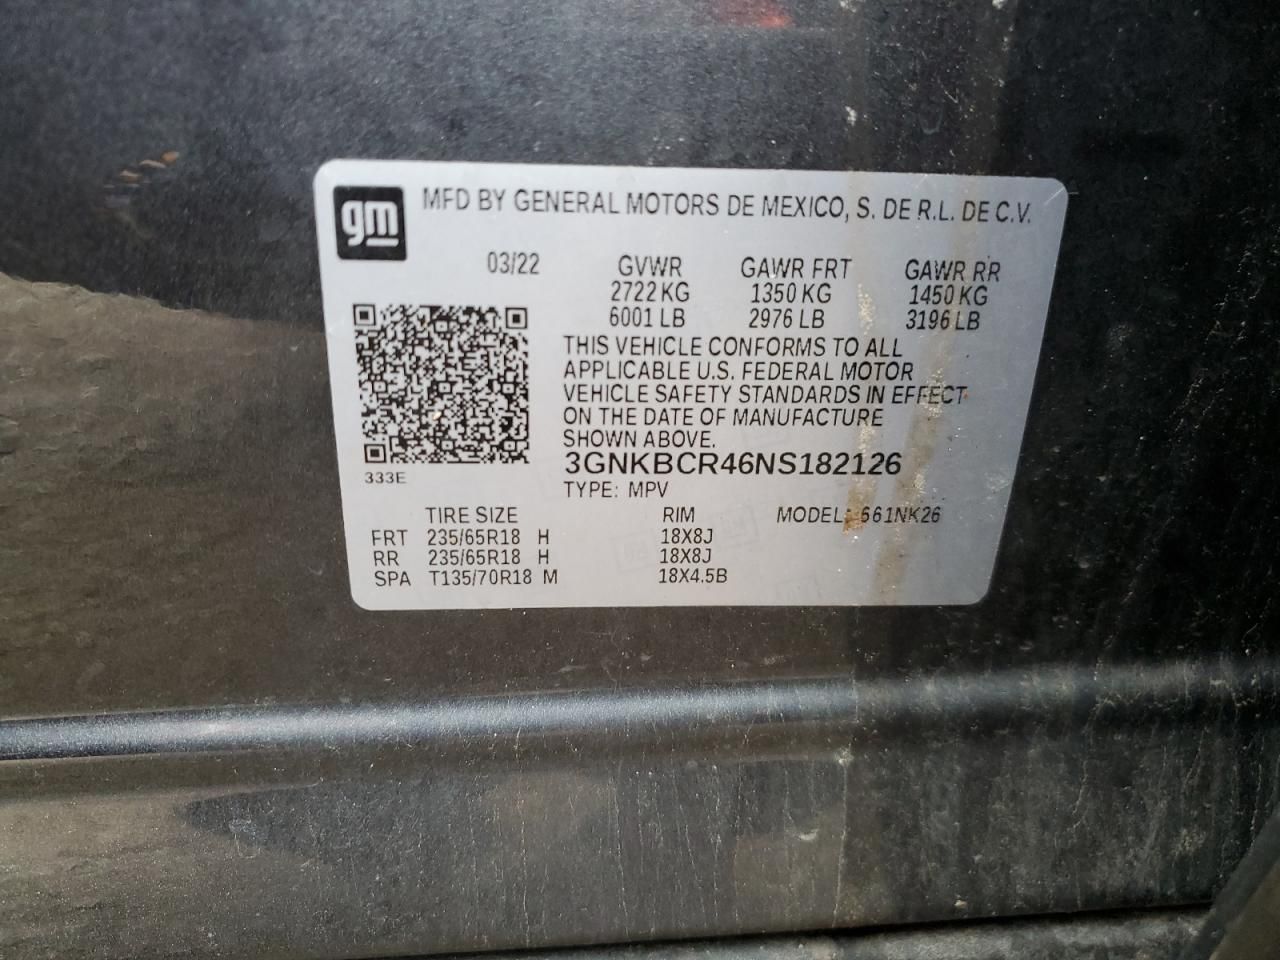 gm
MFD BY GENERAL MOTORS DE MEXICO, S. DE R.L. DE C.V.
03/22 GVWR GAWR FRT GAWR RR
2722 KG 1350 KG 1450 KG
6001 LB 2976 LB 3196 LB
THIS VEHICLE CONFORMS TO ALL
APPLICABLE U.S. FEDERAL MOTOR
VEHICLE SAFETY STANDARDS IN EFFECT
ON THE DATE OF MANUFACTURE
SHOWN ABOVE.
3GNKBCR46NS182126
333E
TYPE: MPV
TIRE SIZE RIM MODEL: 661NK26
FRT 235/65R18 H 18X8J
RR 235/65R18 H 18X8J
SPA T135/70R18 M 18X4.5B